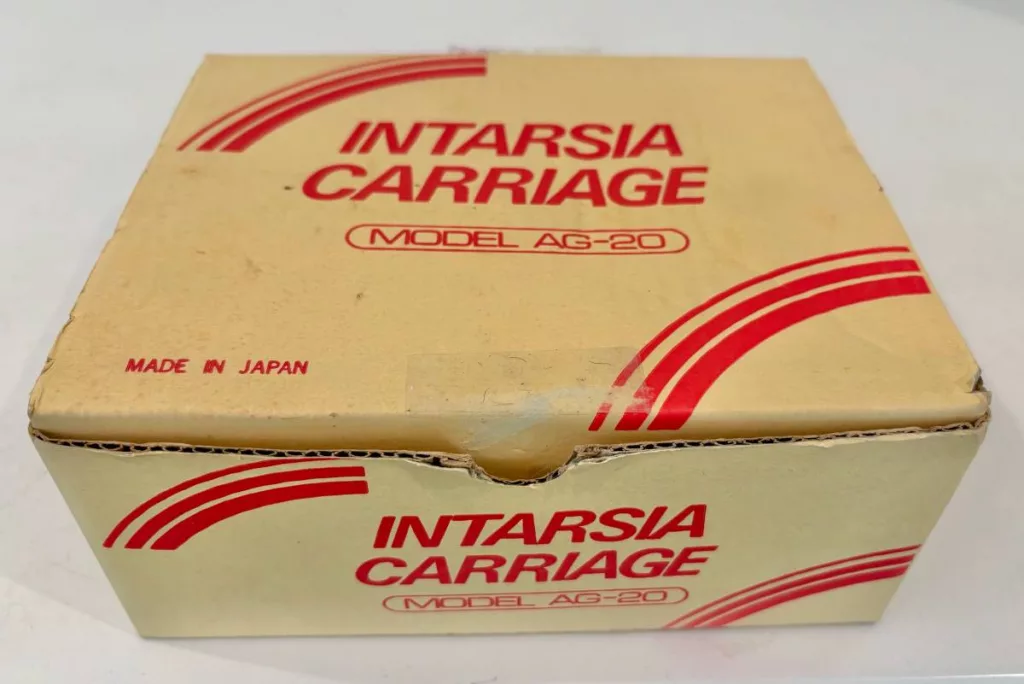 INTARSIA
CARRIAGE
MODEL AG-20
MADE IN JAPAN
INTARSIA
CARRIAGE
MODEL AG-20